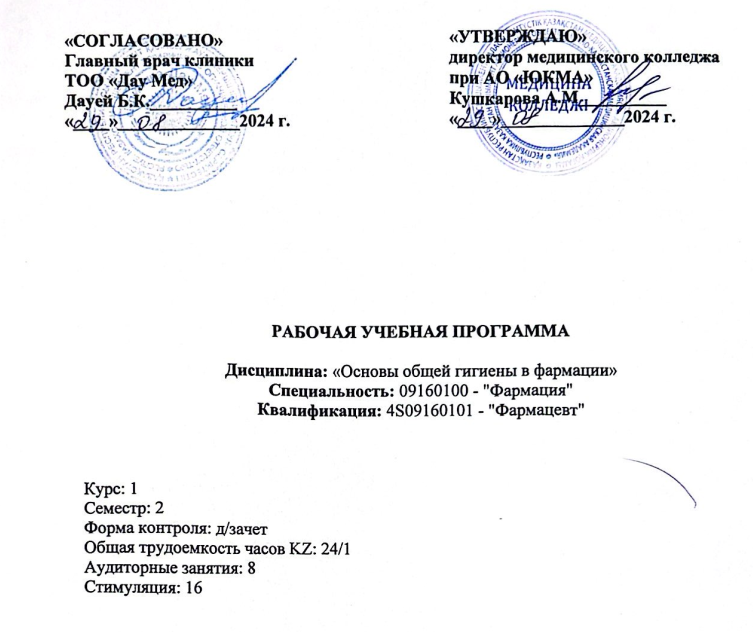 «СОГЛАСОВАНО»
Главный врач клиники
ТОО «Дау Мед»
Дауей Б.К.
«29» 08 2024 г.
«УТВЕРЖДАЮ»
директор медицинского колледжа
при АО «ЮКМА»
Кушкарова А.М.
«29» 08 2024 г.
МЕДИЦИНА
КОЛЛЕДЖІ
РАБОЧАЯ УЧЕБНАЯ ПРОГРАММА
Дисциплина: «Основы общей гигиены в фармации»
Специальность: 09160100 - "Фармация"
Квалификация: 4S09160101 - "Фармацевт"
Курс: 1
Семестр: 2
Форма контроля: д/зачет
Общая трудоемкость часов KZ: 24/1
Аудиторные занятия: 8
Стимуляция: 16